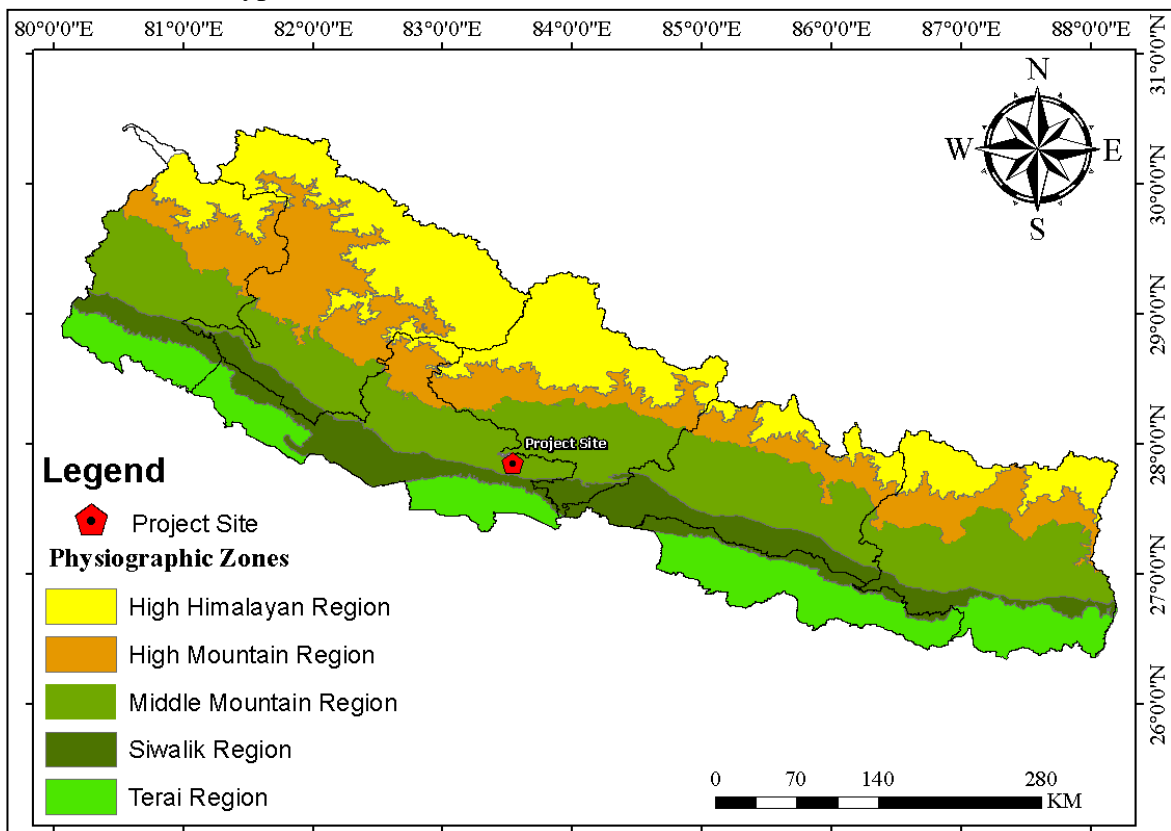 80°0'0"E 81°0'0"E 82°0'0"E 83°0'0"E 84°0'0"E 85°0'0"E 86°0'0"E 87°0'0"E 88°0'0"E
31°0'0"N
30°0'0"N
29°0'0"N
28°0'0"N
27°0'0"N
26°0'0"N
N
W E
S
Project Site
Legend
Project Site
Physiographic Zones
High Himalayan Region
High Mountain Region
Middle Mountain Region
Siwalik Region
Terai Region
0 70 140 280
KM